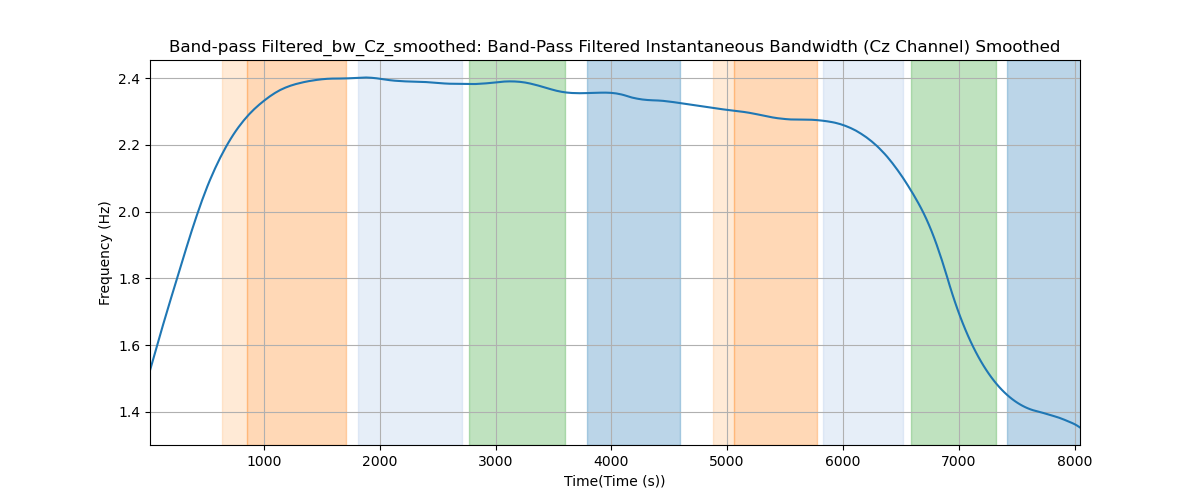 Band-pass Filtered_bw_Cz_smoothed: Band-Pass Filtered Instantaneous Bandwidth (Cz Channel) Smoothed
Frequency (Hz)
2.4
2.2
2.0
1.8
1.6
1.4
1000 2000 3000 4000 5000 6000 7000 8000
Time(Time (s))